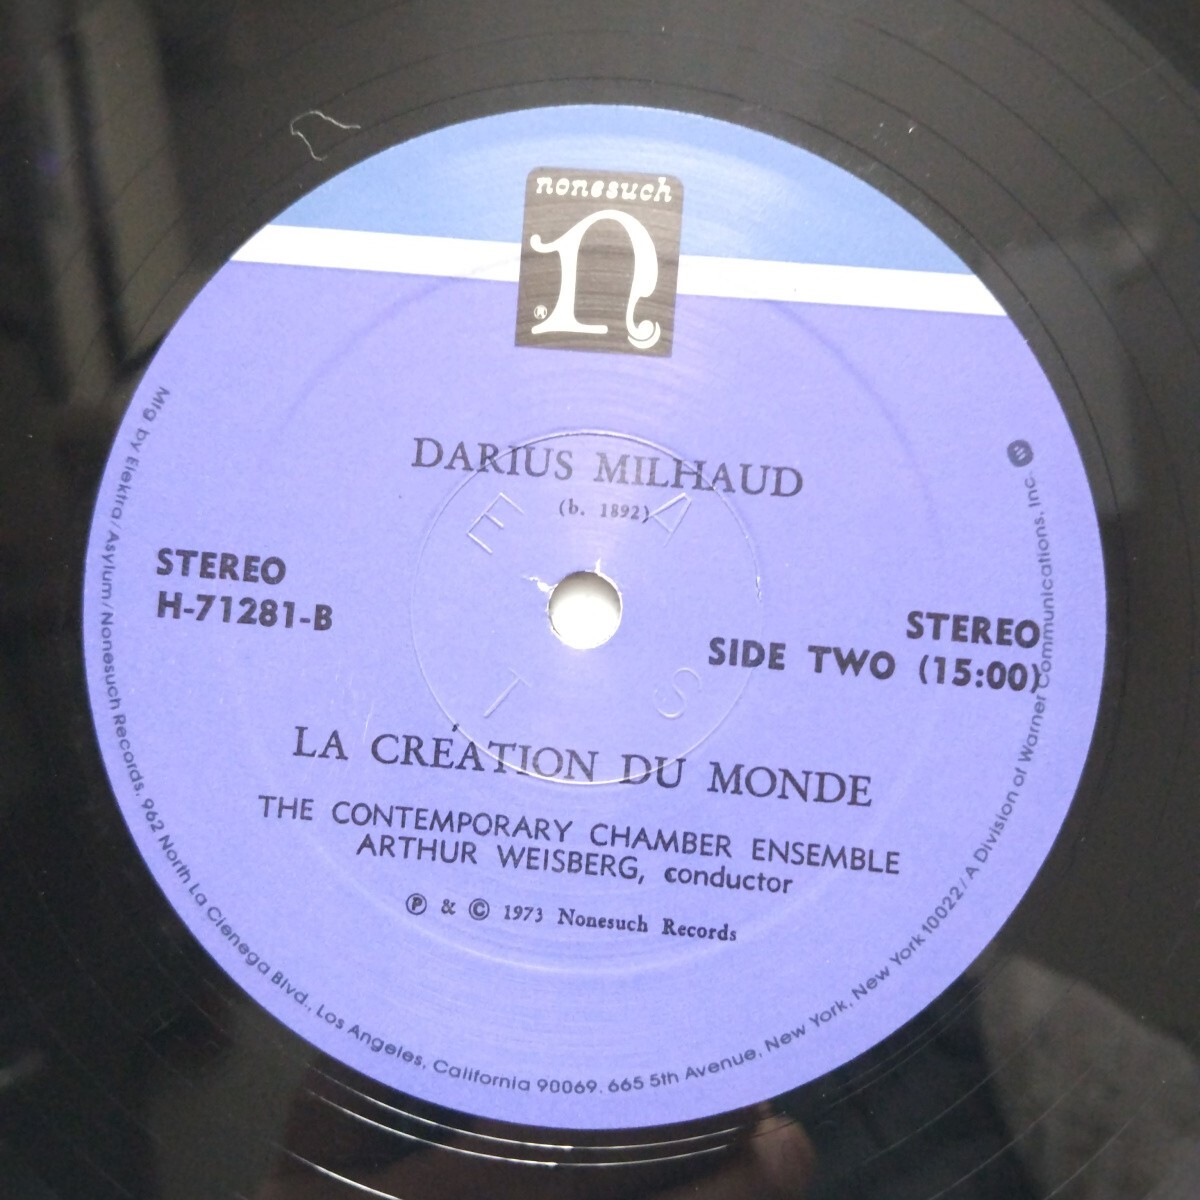 nonesuch
n
®
DARIUS MILHAUD
(b. 1892)
STEREO
H-71281-B
STEREO
SIDE TWO (15:00)
LA CRÉATION DU MONDE
THE CONTEMPORARY CHAMBER ENSEMBLE
ARTHUR WEISBERG, conductor
Ⓟ & © 1973 Nonesuch Records
Mfg by Elektra/Asylum/Nonesuch Records, 962 North La Cienega Blvd., Los Angeles, California 90069. 665 5th Avenue, New York, New York 10022/A Division of Warner Communications, Inc.
EAST